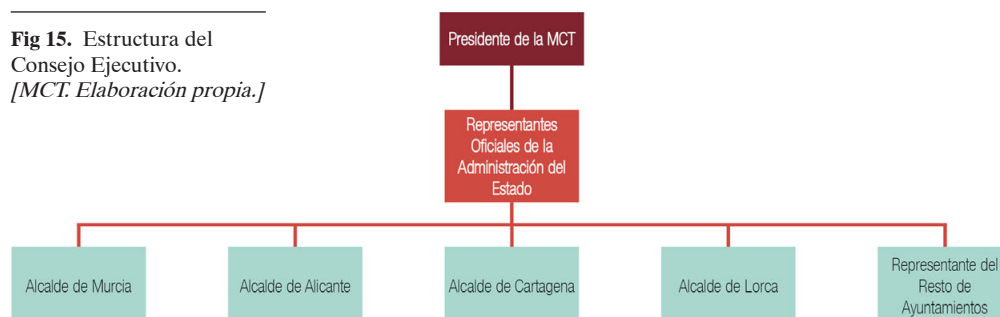 Fig 15. Estructura del
Consejo Ejecutivo.
[MCT. Elaboración propia.]
Presidente de la MCT
Representantes
Oficiales de la
Administración del
Estado
Alcalde de Murcia
Alcalde de Alicante
Alcalde de Cartagena
Alcalde de Lorca
Representante del
Resto de
Ayuntamientos